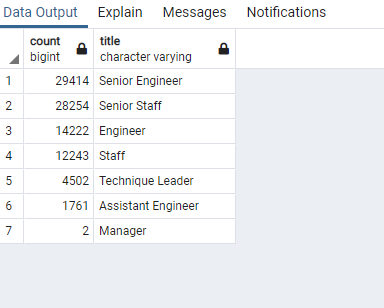 Data Output Explain Messages Notifications
count title
bigint character varying
1 29414 Senior Engineer
2 28254 Senior Staff
3 14222 Engineer
4 12243 Staff
5 4502 Technique Leader
6 1761 Assistant Engineer
7 2 Manager